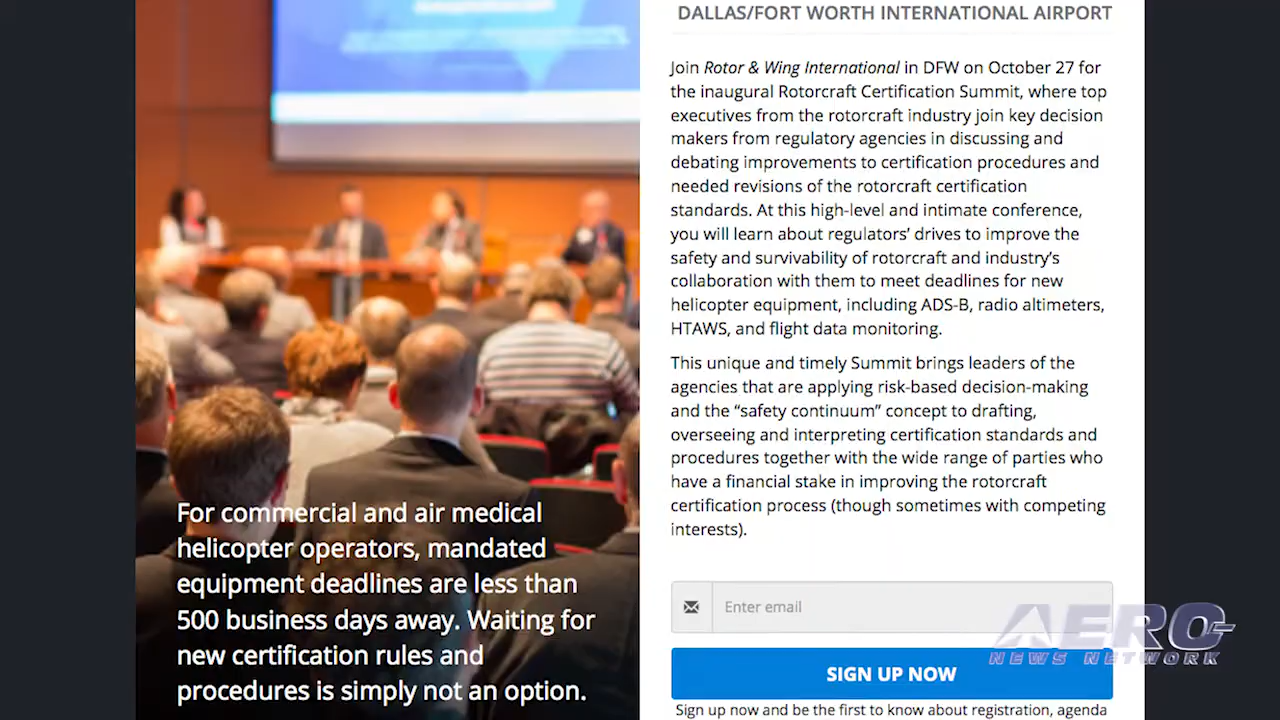 DALLAS/FORT WORTH INTERNATIONAL AIRPORT
Join Rotor & Wing International in DFW on October 27 for
the inaugural Rotorcraft Certification Summit, where top
executives from the rotorcraft industry join key decision
makers from regulatory agencies in discussing and
debating improvements to certification procedures and
needed revisions of the rotorcraft certification
standards. At this high-level and intimate conference,
you will learn about regulators’ drives to improve the
safety and survivability of rotorcraft and industry’s
collaboration with them to meet deadlines for new
helicopter equipment, including ADS-B, radio altimeters,
HTAWS, and flight data monitoring.
This unique and timely Summit brings leaders of the
agencies that are applying risk-based decision-making
and the “safety continuum” concept to drafting,
overseeing and interpreting certification standards and
procedures together with the wide range of parties who
have a financial stake in improving the rotorcraft
certification process (though sometimes with competing
interests).
Enter email
SIGN UP NOW
Sign up now and be the first to know about registration, agenda
For commercial and air medical
helicopter operators, mandated
equipment deadlines are less than
500 business days away. Waiting for
new certification rules and
procedures is simply not an option.
AERO-
NEWS NETWORK